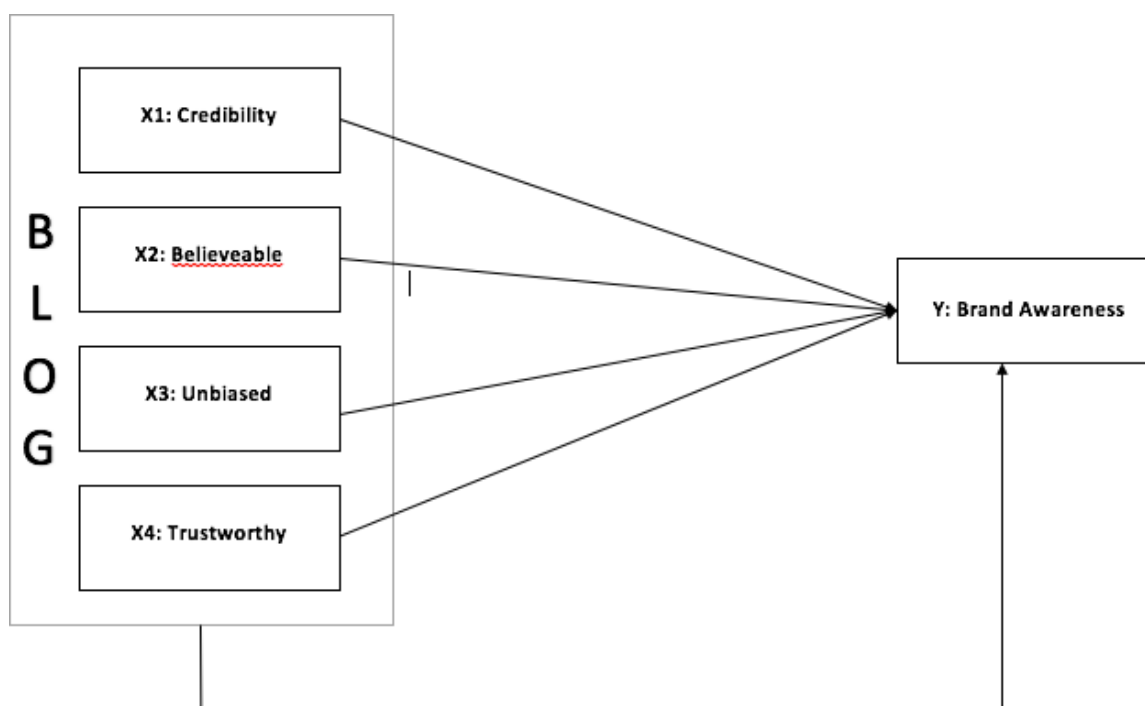 B
L
O
G
X1: Credibility
X2: Believeable
X3: Unbiased
X4: Trustworthy
Y: Brand Awareness